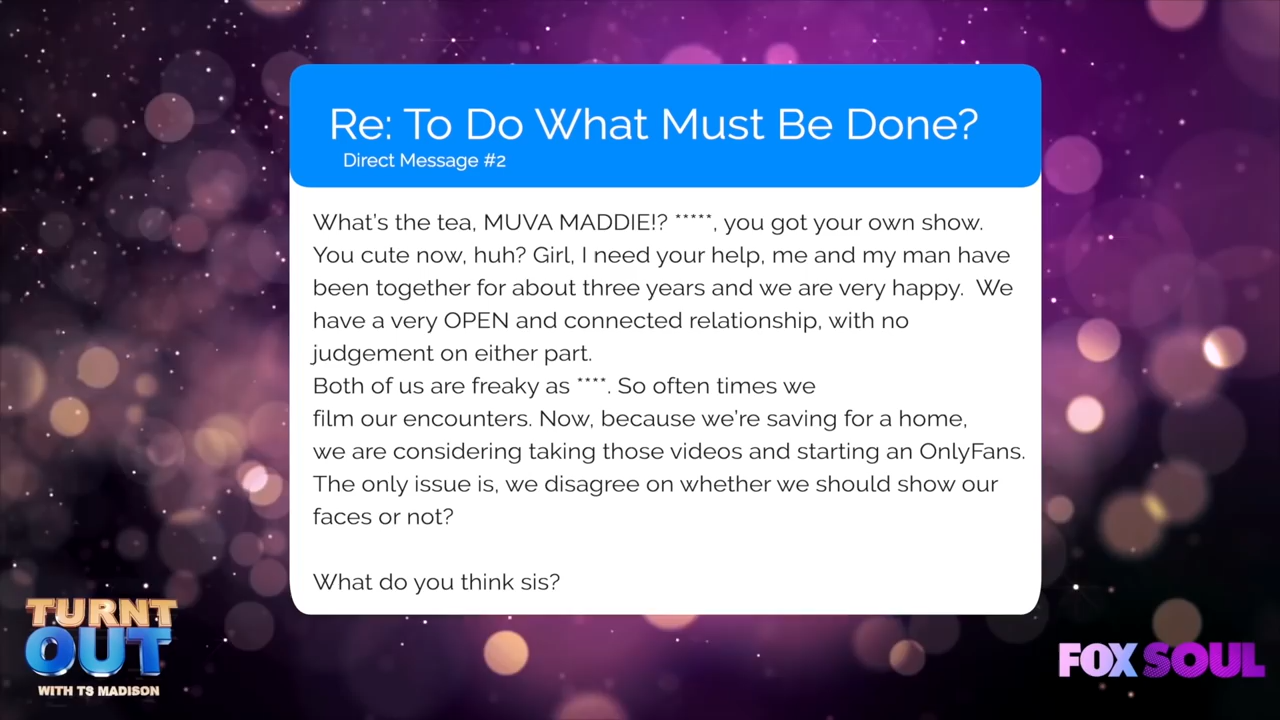 Re: To Do What Must Be Done?
Direct Message #2
What's the tea, MUVA MADDIE!? *****, you got your own show.
You cute now, huh? Girl, I need your help, me and my man have
been together for about three years and we are very happy.  We
have a very OPEN and connected relationship, with no
judgement on either part.
Both of us are freaky as ****. So often times we
film our encounters. Now, because we're saving for a home,
we are considering taking those videos and starting an OnlyFans.
The only issue is, we disagree on whether we should show our
faces or not?
What do you think sis?
TURNT
OUT
WITH TS MADISON
FOX SOUL